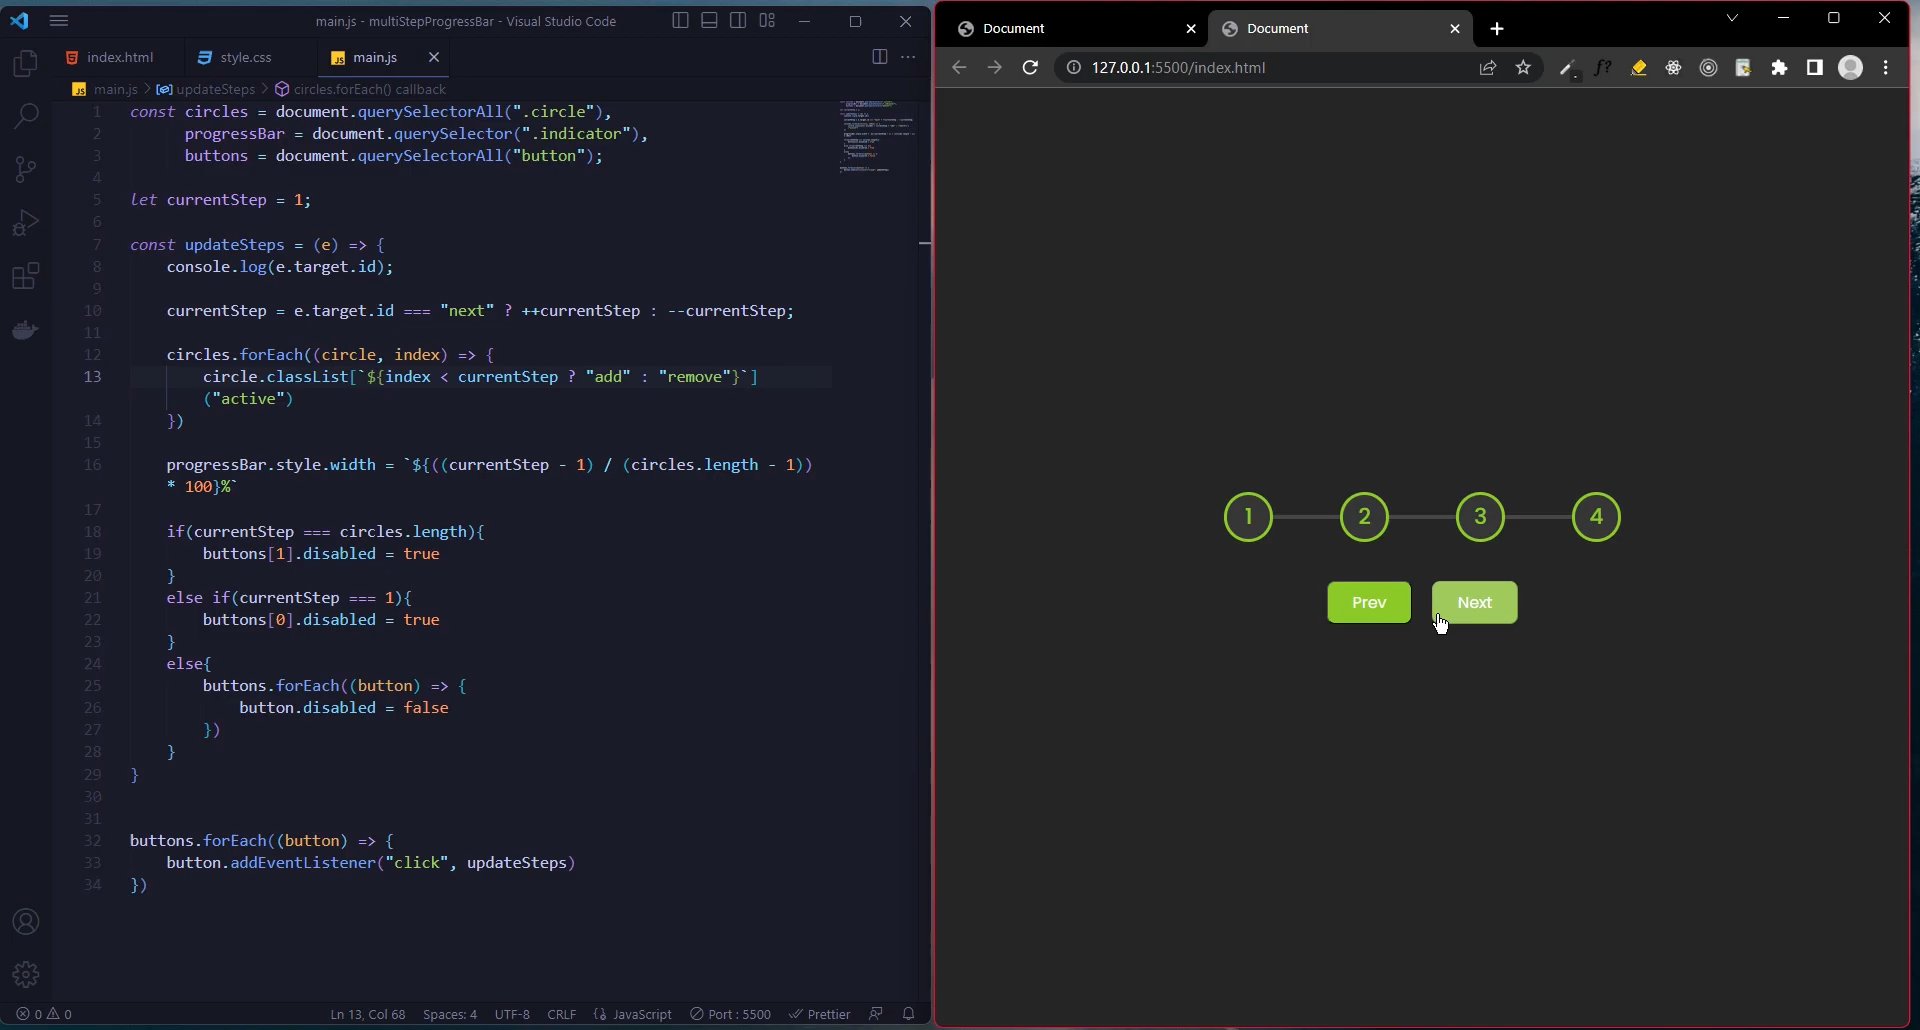 main.js - multiStepProgressBar - Visual Studio Code
index.html
style.css
JS main.js
JS main.js > updateSteps > circles.forEach() callback
1 const circles = document.querySelectorAll(".circle"),
2 progressBar = document.querySelector(".indicator"),
3 buttons = document.querySelectorAll("button");
4
5 let currentStep = 1;
6
7 const updateSteps = (e) => {
8 console.log(e.target.id);
9
10 currentStep = e.target.id === "next" ? ++currentStep : --currentStep;
11
12 circles.forEach((circle, index) => {
13 circle.classList[`${index < currentStep ? "add" : "remove"}`]
("active")
14 })
15
16 progressBar.style.width = `${((currentStep - 1) / (circles.length - 1))
* 100}%`
17
18 if(currentStep === circles.length){
19 buttons[1].disabled = true
20 }
21 else if(currentStep === 1){
22 buttons[0].disabled = true
23 }
24 else{
25 buttons.forEach((button) => {
26 button.disabled = false
27 })
28 }
29 }
30
31
32 buttons.forEach((button) => {
33 button.addEventListener("click", updateSteps)
34 })
0 0
Ln 13, Col 68
Spaces: 4
UTF-8
CRLF
{} JavaScript
Port : 5500
Prettier
Document
Document
127.0.0.1:5500/index.html
f?
1 2 3 4
Prev
Next